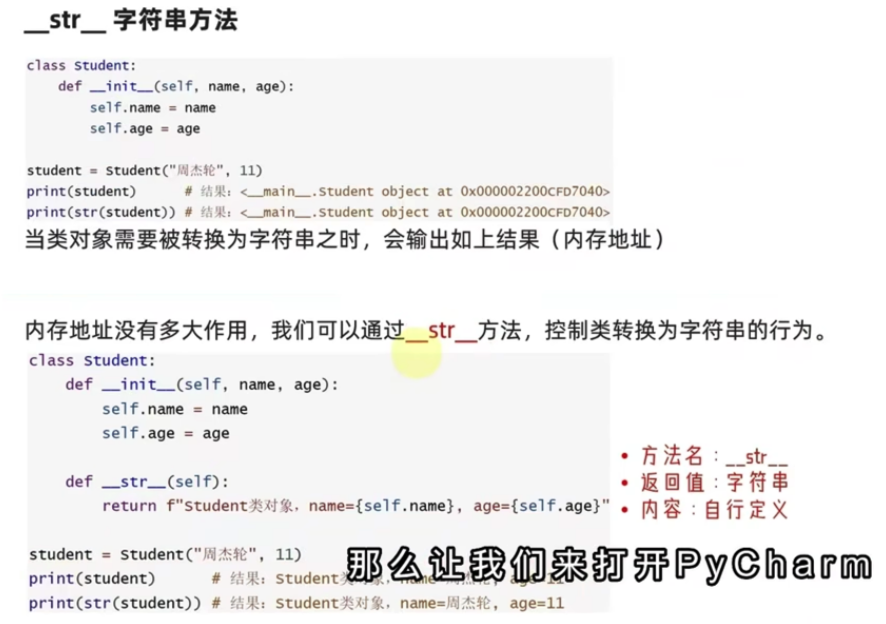 __str__ 字符串方法
class Student:
    def __init__(self, name, age):
        self.name = name
        self.age = age
student = Student("周杰轮", 11)
print(student)      # 结果：<__main__.Student object at 0x000002200CFD7040>
print(str(student)) # 结果：<__main__.Student object at 0x000002200CFD7040>
当类对象需要被转换为字符串之时，会输出如上结果（内存地址）
内存地址没有多大作用，我们可以通过__str__方法，控制类转换为字符串的行为。
class Student:
    def __init__(self, name, age):
        self.name = name
        self.age = age
    def __str__(self):
        return f"Student类对象，name={self.name}, age={self.age}"
• 方法名：__str__
• 返回值：字符串
• 内容：自行定义
student = Student("周杰轮", 11)
print(student)      # 结果：Student类对象，name=周杰轮, age=11
那么让我们来打开PyCharm
print(str(student)) # 结果：Student类对象，name=周杰轮, age=11